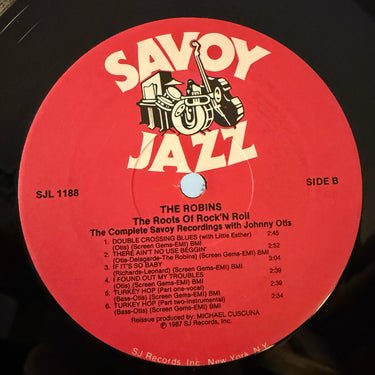 SAVOY
JAZZ
SJL 1188
SIDE B
THE ROBINS
The Roots Of Rock'N Roll
The Complete Savoy Recordings with Johnny Otis
1. DOUBLE CROSSING BLUES (with Little Esther) 2:45
(Otis) (Screen Gems-EMI) BMI
2. THERE AIN'T NO USE BEGGIN' 2:52
(Otis-Delagarde-The Robins) (Screen Gems-EMI) BMI
3. IF IT'S SO BABY 3:04
(Richards-Leonard) (Screen Gems-EMI) BMI
4. I FOUND OUT MY TROUBLES 2:39
(Otis) (Screen Gems-EMI) BMI
5. TURKEY HOP (Part one-vocal) 2:39
(Bass-Otis) (Screen Gems-EMI) BMI
6. TURKEY HOP (Part two-instrumental) 2:34
(Bass-Otis) (Screen Gems-EMI) BMI
Reissue produced by: MICHAEL CUSCUNA
℗ 1987 SJ Records, Inc.
SJ Records, Inc. New York, N.Y.